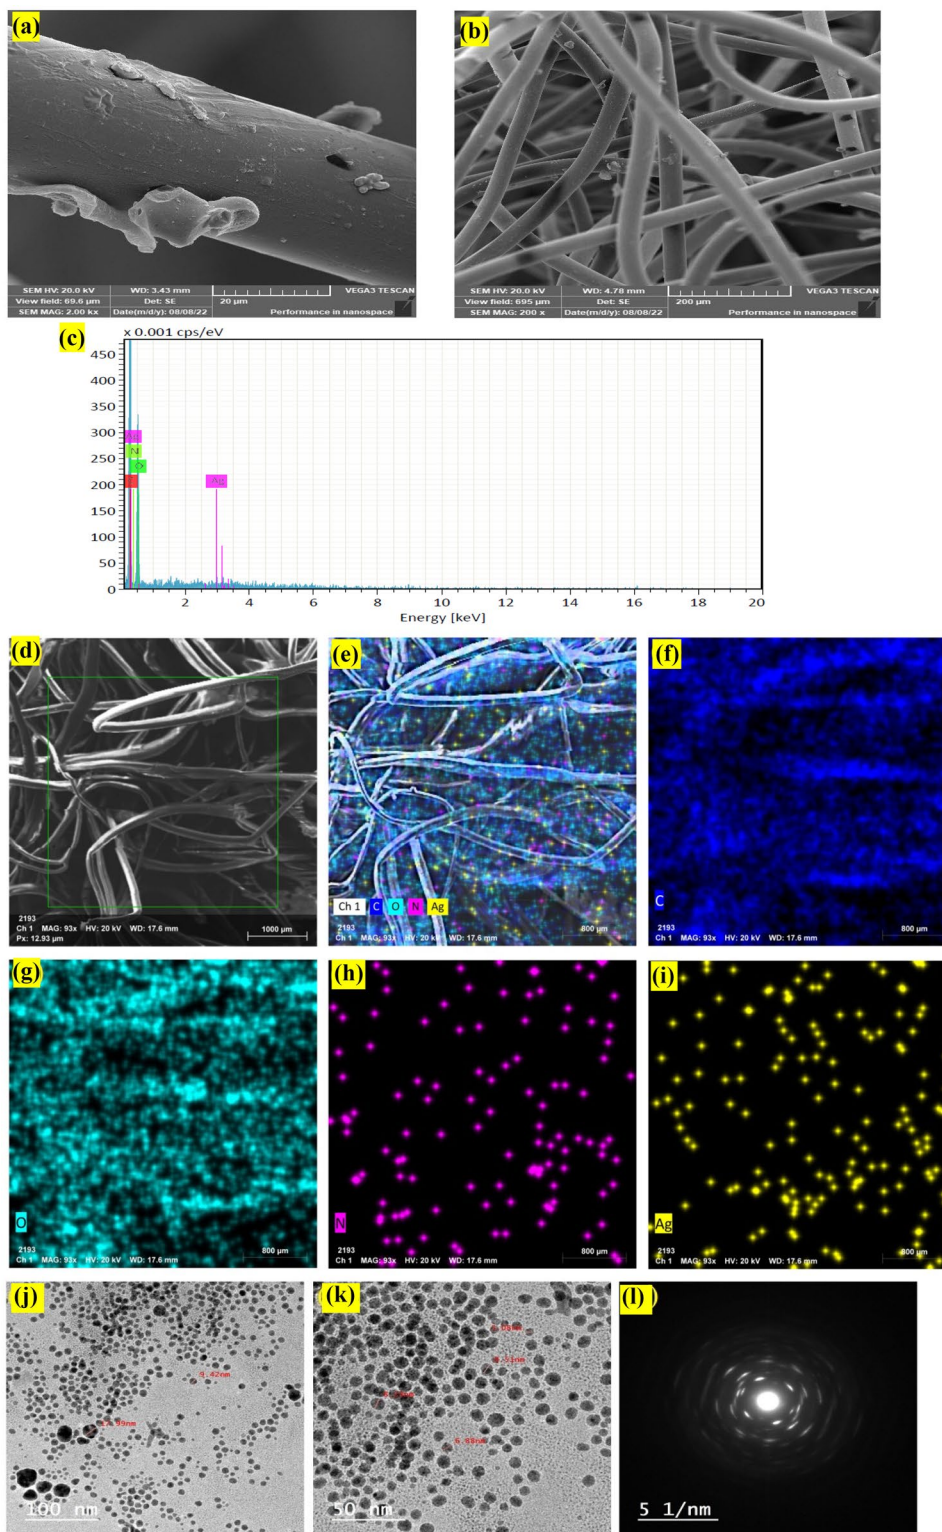 (a)
SEM HV: 20.0 kV WD: 3.43 mm VEGA3 TESCAN
View field: 69.6 µm Det: SE 20 µm
SEM MAG: 2.00 kx Date(m/d/y): 08/08/22 Performance in nanospace
(b)
SEM HV: 20.0 kV WD: 4.78 mm VEGA3 TESCAN
View field: 695 µm Det: SE 200 µm
SEM MAG: 200 x Date(m/d/y): 08/08/22 Performance in nanospace
(c)
x 0.001 cps/eV
450
400
350
300
250
200
150
100
50
0
Ag
N
O
Ag
2 4 6 8 10 12 14 16 18 20
Energy [keV]
(d)
2193
Ch 1 MAG: 93x HV: 20 kV WD: 17.6 mm
Px: 12.93 µm
1000 µm
(e)
Ch 1 C O N Ag
2193
Ch 1 MAG: 93x HV: 20 kV WD: 17.6 mm
800 µm
(f)
C
2193
Ch 1 MAG: 93x HV: 20 kV WD: 17.6 mm
800 µm
(g)
O
2193
Ch 1 MAG: 93x HV: 20 kV WD: 17.6 mm
800 µm
(h)
N
2193
Ch 1 MAG: 93x HV: 20 kV WD: 17.6 mm
800 µm
(i)
Ag
2193
Ch 1 MAG: 93x HV: 20 kV WD: 17.6 mm
800 µm
(j)
9.42nm
17.99nm
100 nm
(k)
6.88nm
50 nm
(l)
5 1/nm